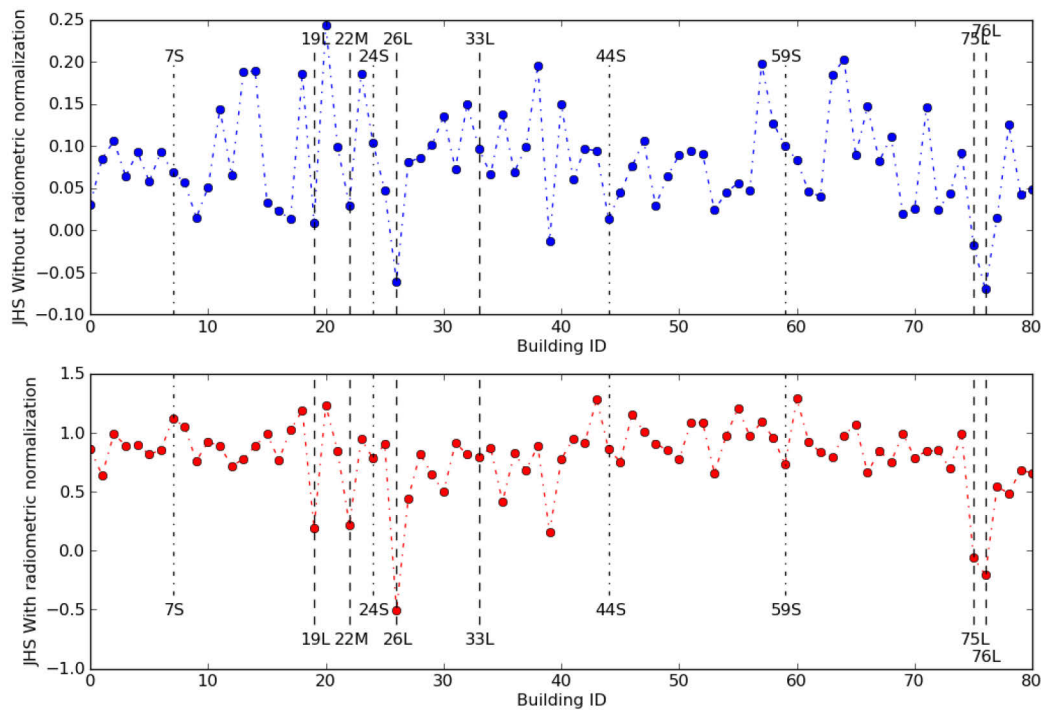 0.25
76L
19L 22M 26L 33L 75L
7S 24S 44S 59S
0.20
0.15
0.10
0.05
0.00
−0.05
−0.10
JHS Without radiometric normalization
0 10 20 30 40 50 60 70 80
Building ID
1.5
1.0
0.5
0.0
−0.5
7S 24S 44S 59S
19L 22M 26L 33L 75L
76L
−1.0
JHS With radiometric normalization
0 10 20 30 40 50 60 70 80
Building ID